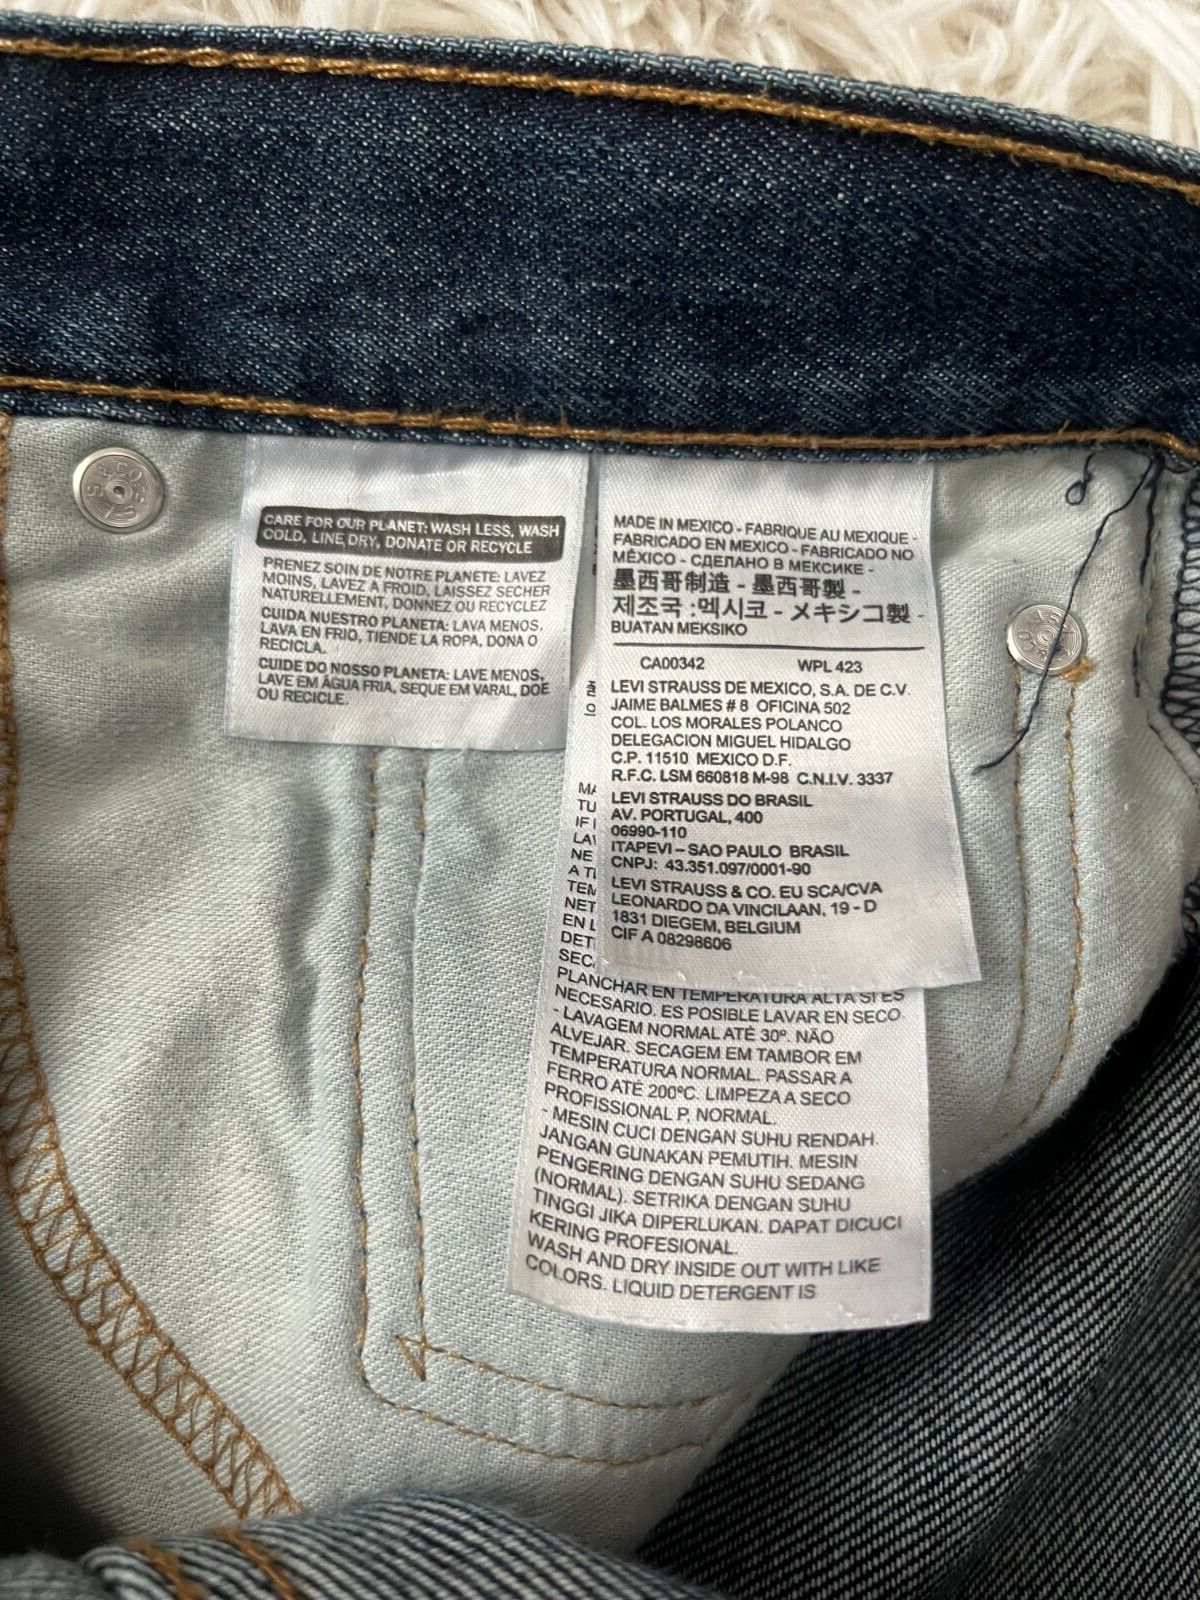 CARE FOR OUR PLANET: WASH LESS, WASH
COLD, LINE DRY, DONATE OR RECYCLE
PRENEZ SOIN DE NOTRE PLANETE: LAVEZ
MOINS, LAVEZ A FROID, LAISSEZ SECHER
NATURELLEMENT, DONNEZ OU RECYCLEZ
CUIDA NUESTRO PLANETA: LAVA MENOS,
LAVA EN FRIO, TIENDE LA ROPA, DONA O
RECICLA.
CUIDE DO NOSSO PLANETA: LAVE MENOS,
LAVE EM ÁGUA FRIA, SEQUE EM VARAL, DOE
OU RECICLE.
MADE IN MEXICO - FABRIQUE AU MEXIQUE -
FABRICADO EN MEXICO - FABRICADO NO
MÉXICO - СДЕЛАНО В МЕКСИКЕ -
墨西哥制造 - 墨西哥製 -
제조국 :멕시코 - メキシコ製 -
BUATAN MEKSIKO
CA00342 WPL 423
LEVI STRAUSS DE MEXICO, S.A. DE C.V.
JAIME BALMES # 8 OFICINA 502
COL. LOS MORALES POLANCO
DELEGACION MIGUEL HIDALGO
C.P. 11510 MEXICO D.F.
R.F.C. LSM 660818 M-98 C.N.I.V. 3337
LEVI STRAUSS DO BRASIL
AV. PORTUGAL, 400
06990-110
ITAPEVI – SAO PAULO BRASIL
CNPJ: 43.351.097/0001-90
LEVI STRAUSS & CO. EU SCA/CVA
LEONARDO DA VINCILAAN, 19 - D
1831 DIEGEM, BELGIUM
CIF A 08298606
PLANCHAR EN TEMPERATURA ALTA SI ES
NECESARIO. ES POSIBLE LAVAR EN SECO
- LAVAGEM NORMAL ATÉ 30º. NÃO
ALVEJAR. SECAGEM EM TAMBOR EM
TEMPERATURA NORMAL. PASSAR A
FERRO ATÉ 200ºC. LIMPEZA A SECO
PROFISSIONAL P, NORMAL.
- MESIN CUCI DENGAN SUHU RENDAH.
JANGAN GUNAKAN PEMUTIH. MESIN
PENGERING DENGAN SUHU SEDANG
(NORMAL). SETRIKA DENGAN SUHU
TINGGI JIKA DIPERLUKAN. DAPAT DICUCI
KERING PROFESIONAL.
WASH AND DRY INSIDE OUT WITH LIKE
COLORS. LIQUID DETERGENT IS